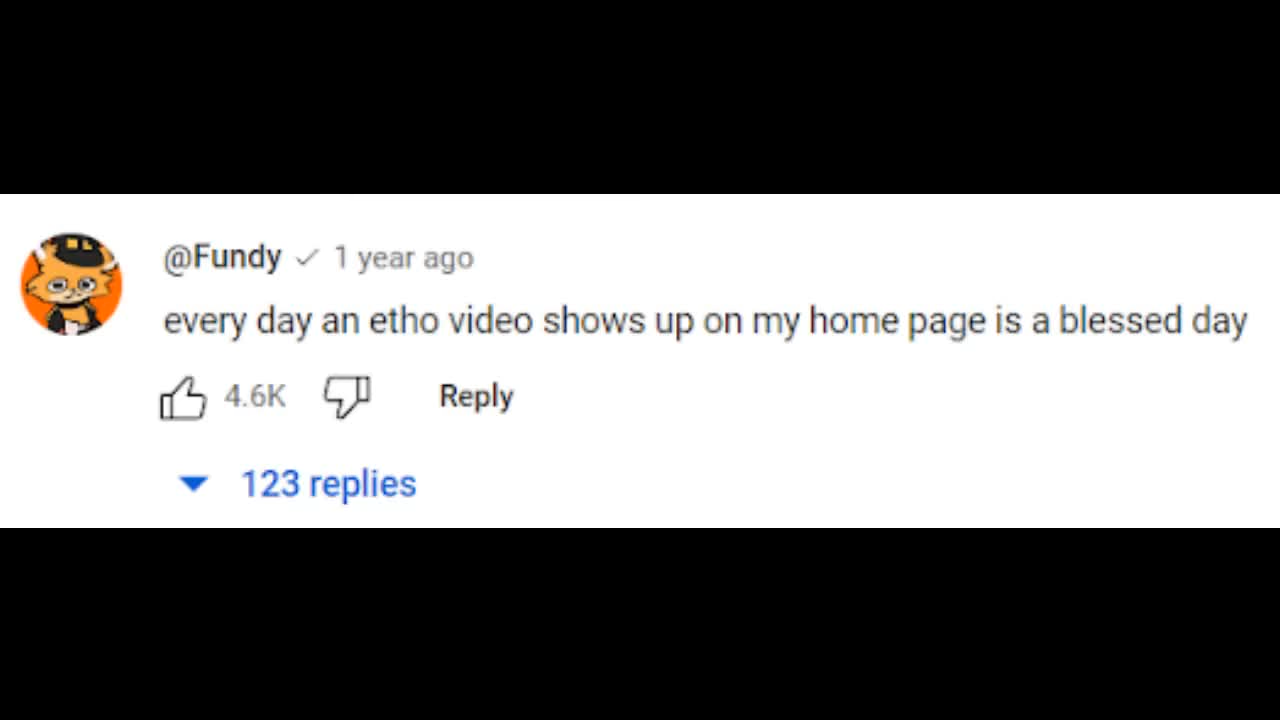 @Fundy ✓ 1 year ago
every day an etho video shows up on my home page is a blessed day
4.6K Reply
123 replies